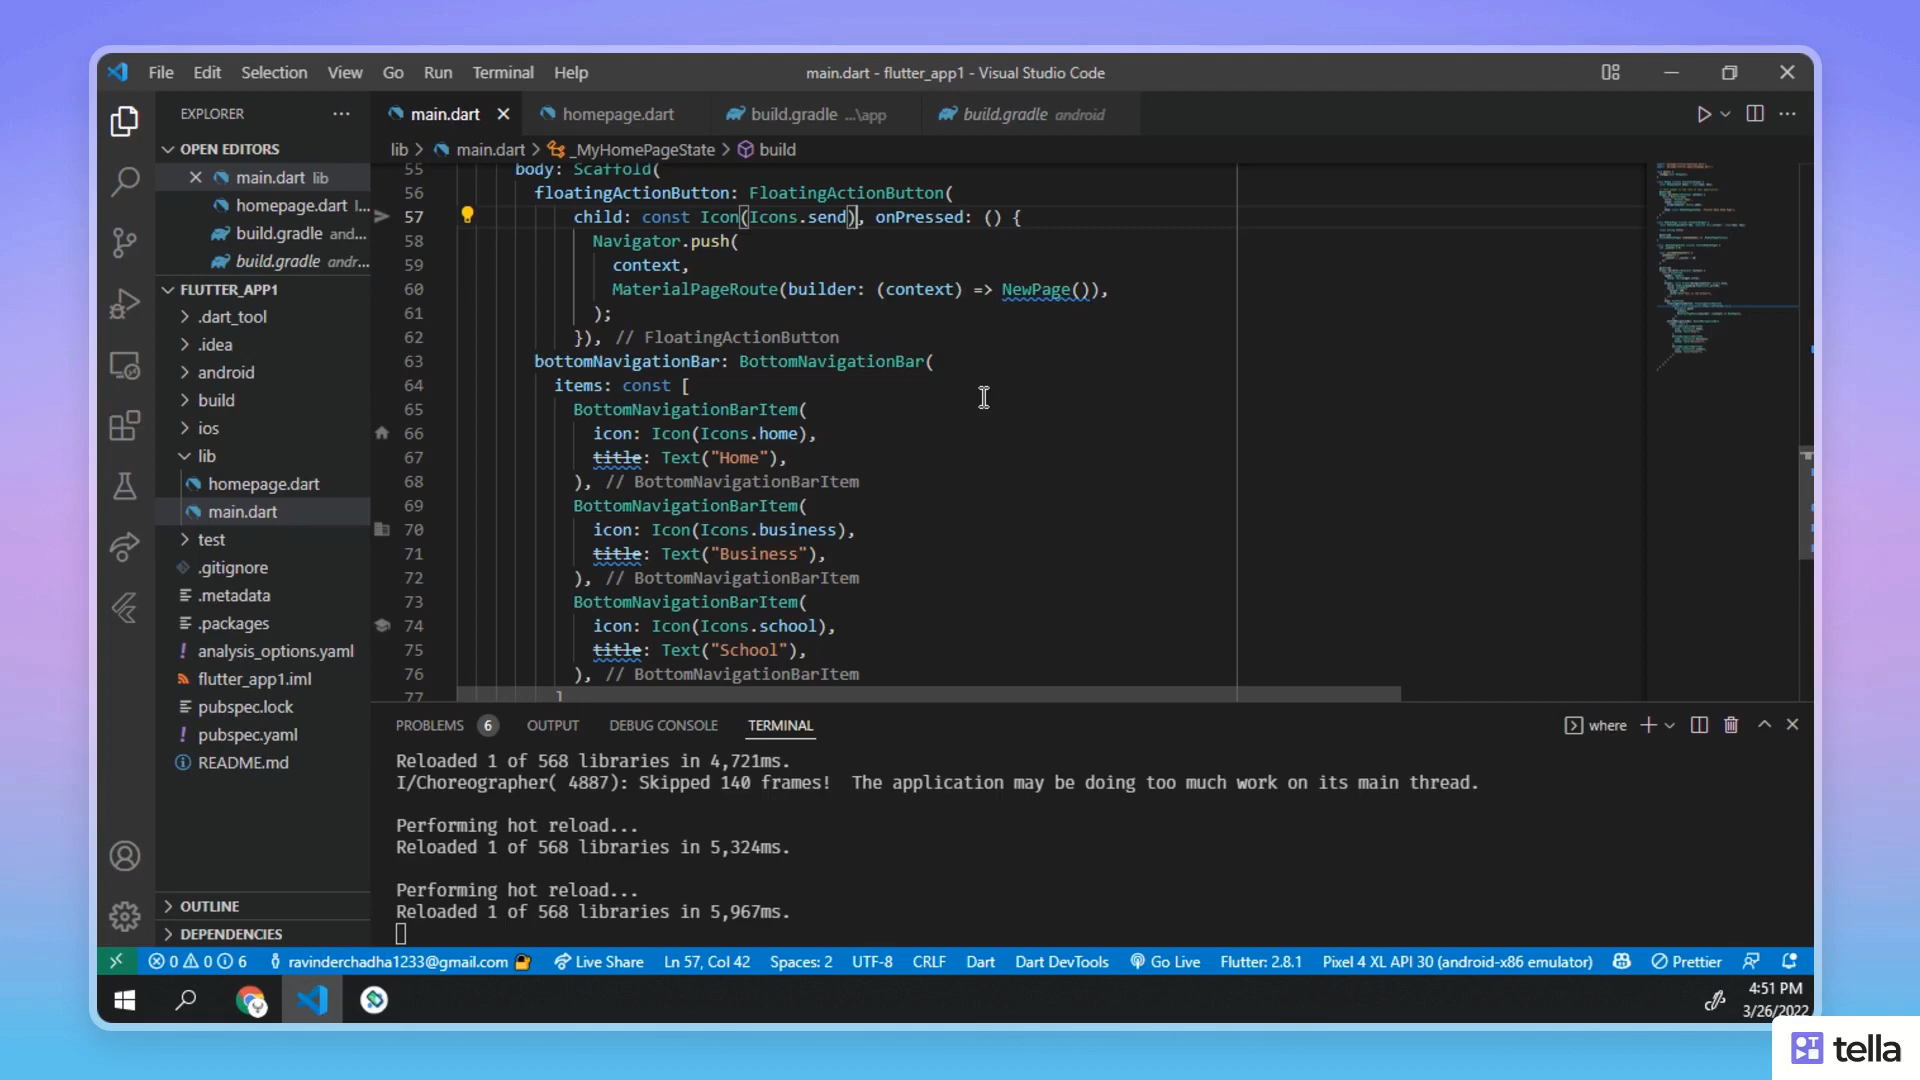 File Edit Selection View Go Run Terminal Help
main.dart - flutter_app1 - Visual Studio Code
EXPLORER
OPEN EDITORS
main.dart lib
homepage.dart l...
build.gradle and...
build.gradle andr...
FLUTTER_APP1
.dart_tool
.idea
android
build
ios
lib
homepage.dart
main.dart
test
.gitignore
.metadata
.packages
analysis_options.yaml
flutter_app1.iml
pubspec.lock
pubspec.yaml
README.md
OUTLINE
DEPENDENCIES
main.dart homepage.dart build.gradle ...\app build.gradle android
lib > main.dart > _MyHomePageState > build
55 body: Scaffold(
56 floatingActionButton: FloatingActionButton(
57 child: const Icon(Icons.send), onPressed: () {
58 Navigator.push(
59 context,
60 MaterialPageRoute(builder: (context) => NewPage()),
61 );
62 }), // FloatingActionButton
63 bottomNavigationBar: BottomNavigationBar(
64 items: const [
65 BottomNavigationBarItem(
66 icon: Icon(Icons.home),
67 title: Text("Home"),
68 ), // BottomNavigationBarItem
69 BottomNavigationBarItem(
70 icon: Icon(Icons.business),
71 title: Text("Business"),
72 ), // BottomNavigationBarItem
73 BottomNavigationBarItem(
74 icon: Icon(Icons.school),
75 title: Text("School"),
76 ), // BottomNavigationBarItem
77 ]
PROBLEMS 6 OUTPUT DEBUG CONSOLE TERMINAL
where
Reloaded 1 of 568 libraries in 4,721ms.
I/Choreographer( 4887): Skipped 140 frames!  The application may be doing too much work on its main thread.
Performing hot reload...
Reloaded 1 of 568 libraries in 5,324ms.
Performing hot reload...
Reloaded 1 of 568 libraries in 5,967ms.
0 0 6 ravinderchadha1233@gmail.com Live Share Ln 57, Col 42 Spaces: 2 UTF-8 CRLF Dart Dart DevTools Go Live Flutter: 2.8.1 Pixel 4 XL API 30 (android-x86 emulator) Prettier
4:51 PM
3/26/2022
tella